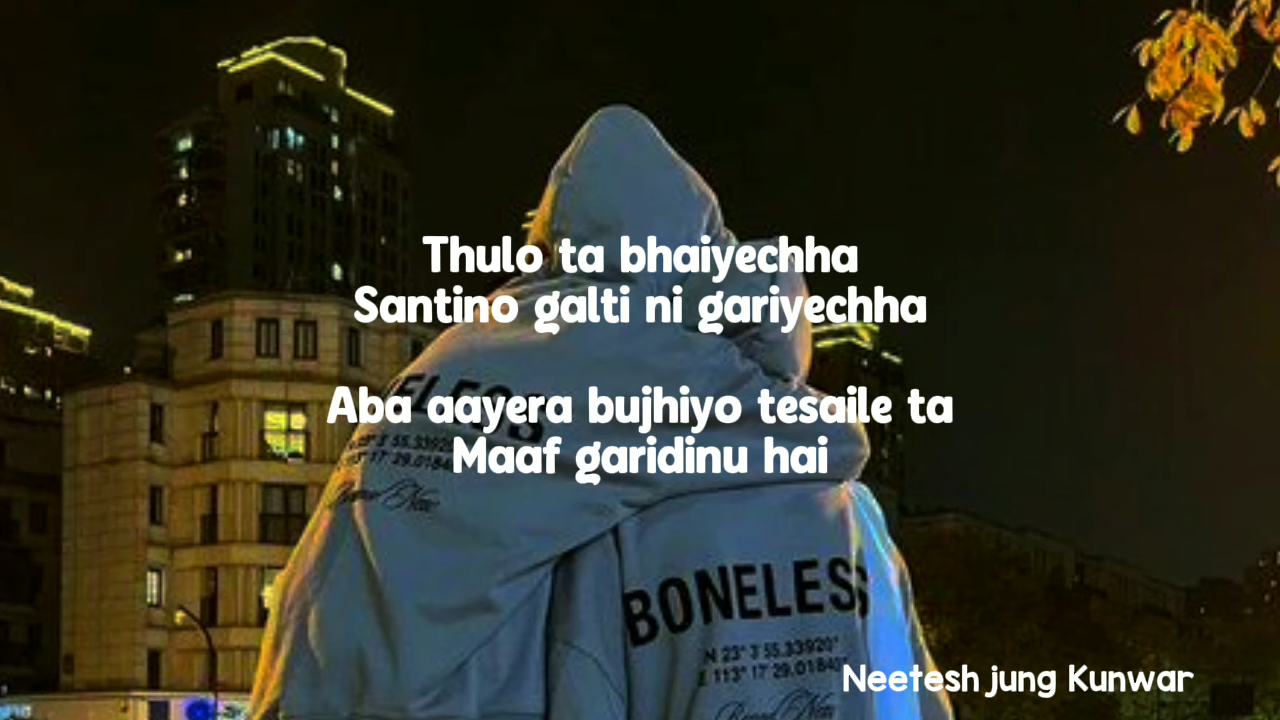 Thulo ta bhaiyechha
Santino galti ni gariyechha
Aba aayera bujhiyo tesaile ta
Maaf garidinu hai
ELESS
BONELESS
N 23° 3' 55.33920"
E 113° 17' 29.01840"
Neetesh jung Kunwar